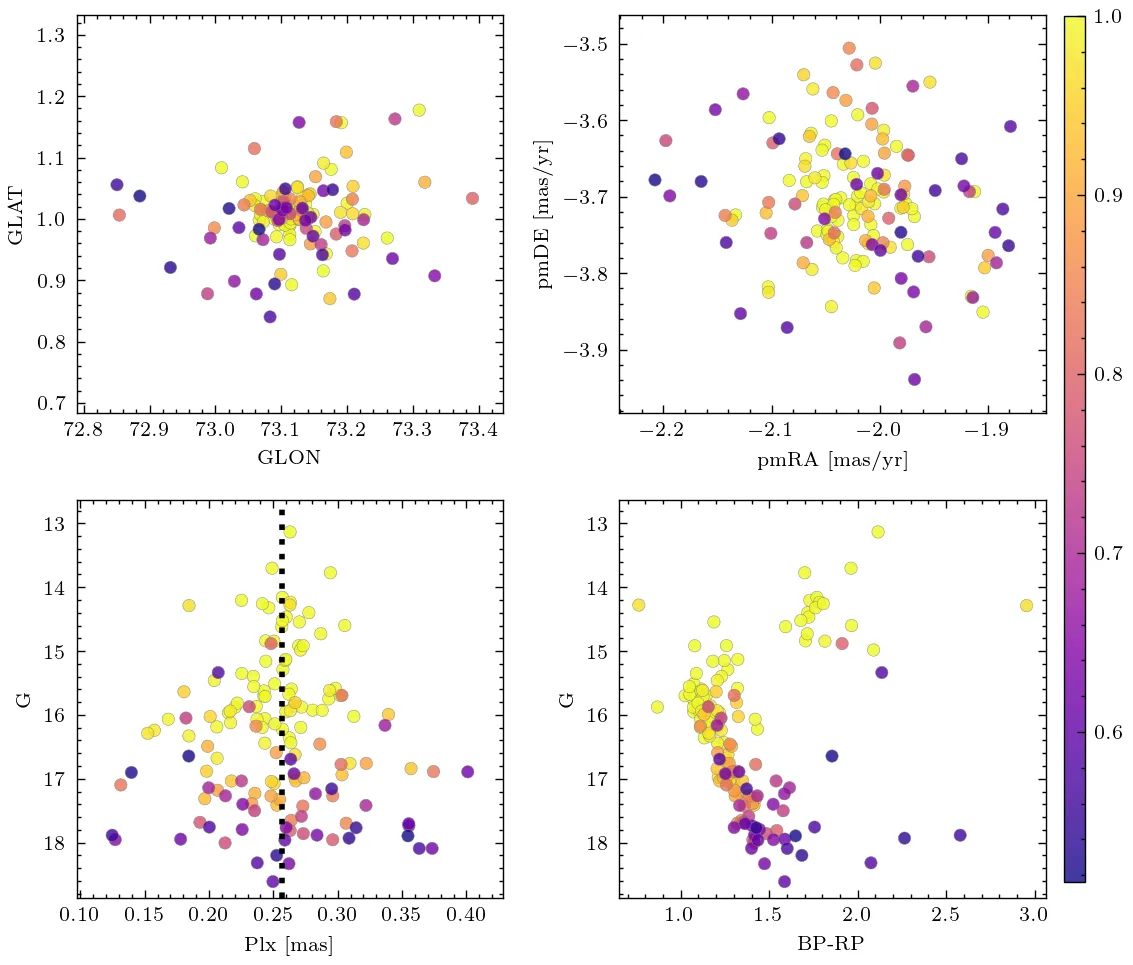 1.3
1.2
1.1
1.0
0.9
0.8
0.7
GLAT
72.8 72.9 73.0 73.1 73.2 73.3 73.4
GLON
−3.5
−3.6
−3.7
−3.8
−3.9
pmDE [mas/yr]
−2.2 −2.1 −2.0 −1.9
pmRA [mas/yr]
13
14
15
16
17
18
G
0.10 0.15 0.20 0.25 0.30 0.35 0.40
Plx [mas]
13
14
15
16
17
18
G
1.0 1.5 2.0 2.5 3.0
BP-RP
1.0
0.9
0.8
0.7
0.6